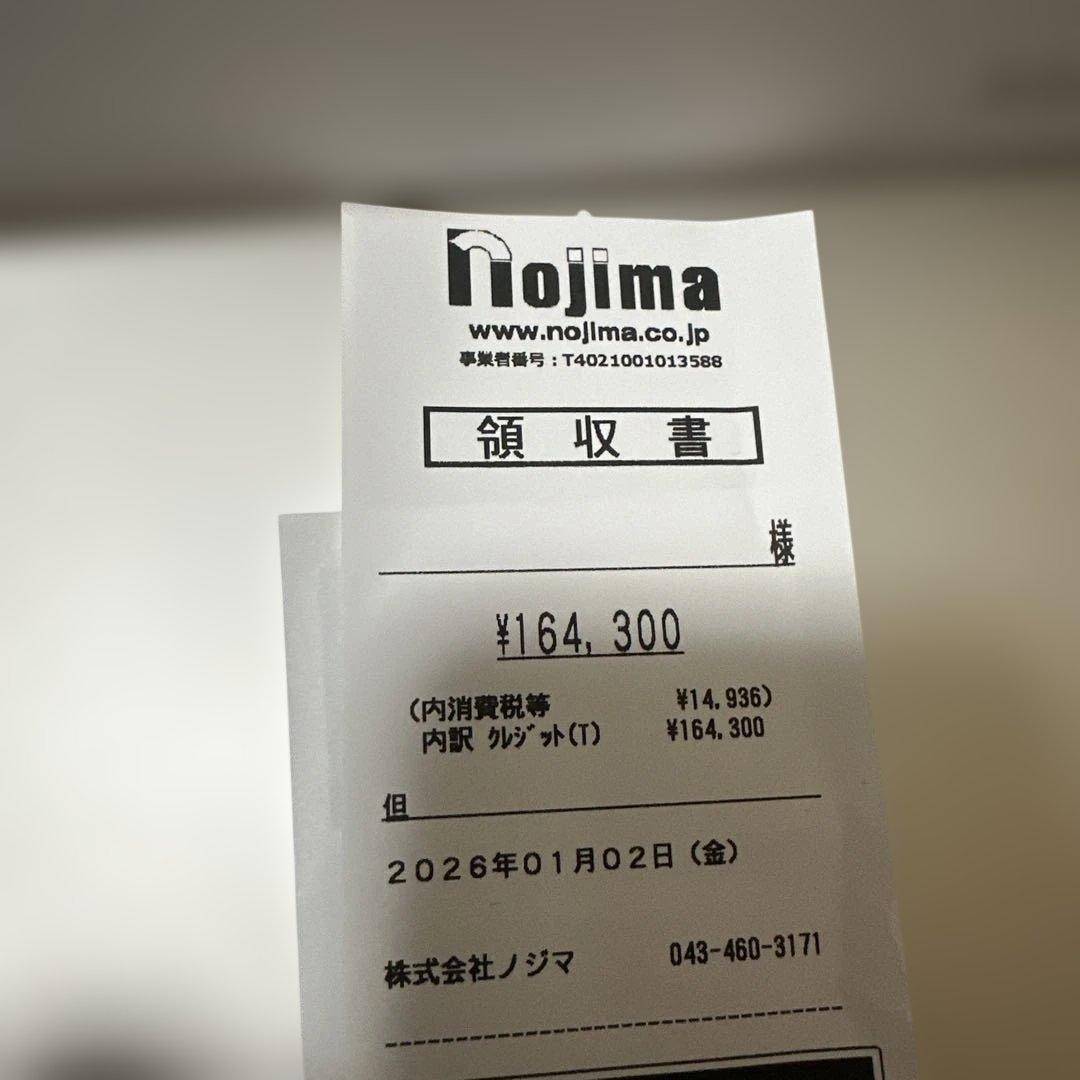 nojima
www.nojima.co.jp
事業者番号：T4021001013588
領収書
様
¥164,300
（内消費税等 ¥14,936）
内訳 ｸﾚｼﾞｯﾄ(T) ¥164,300
但
２０２６年０１月０２日（金）
株式会社ノジマ 043-460-3171